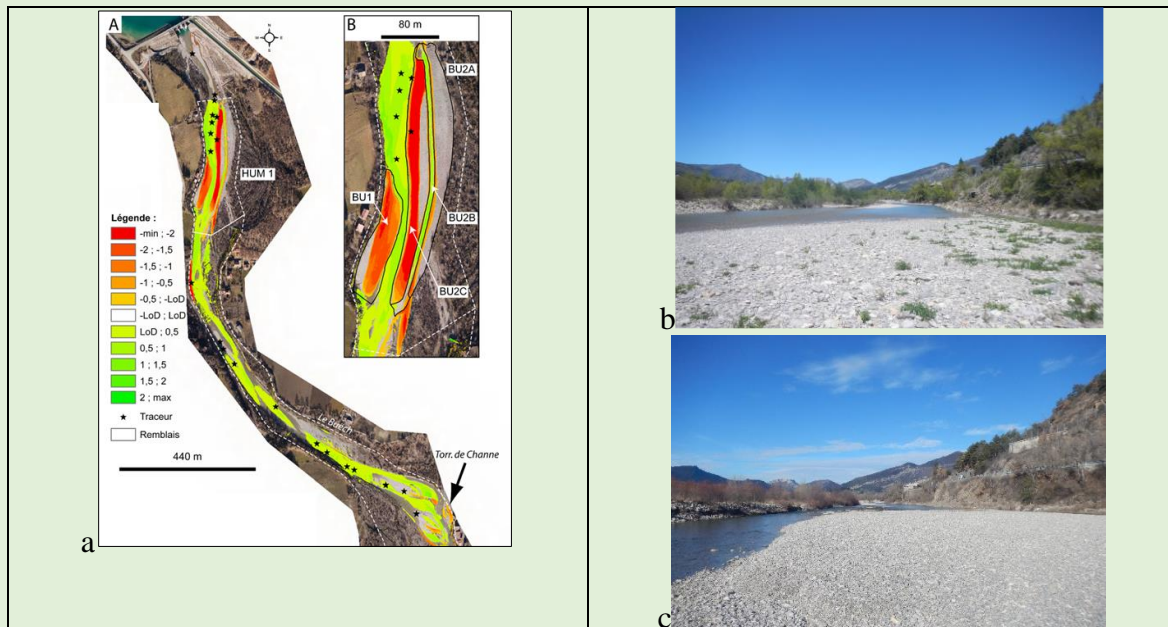 A
B
80 m
N
W
E
S
BU2A
HUM 1
BU1
BU2B
BU2C
Légende :
-min ; -2
-2 ; -1,5
-1,5 ; -1
-1 ; -0,5
-0,5 ; -LoD
-LoD ; LoD
LoD ; 0,5
0,5 ; 1
1 ; 1,5
1,5 ; 2
2 ; max
Traceur
Remblais
440 m
Le Buëch
Torr. de Channe
a
b
c